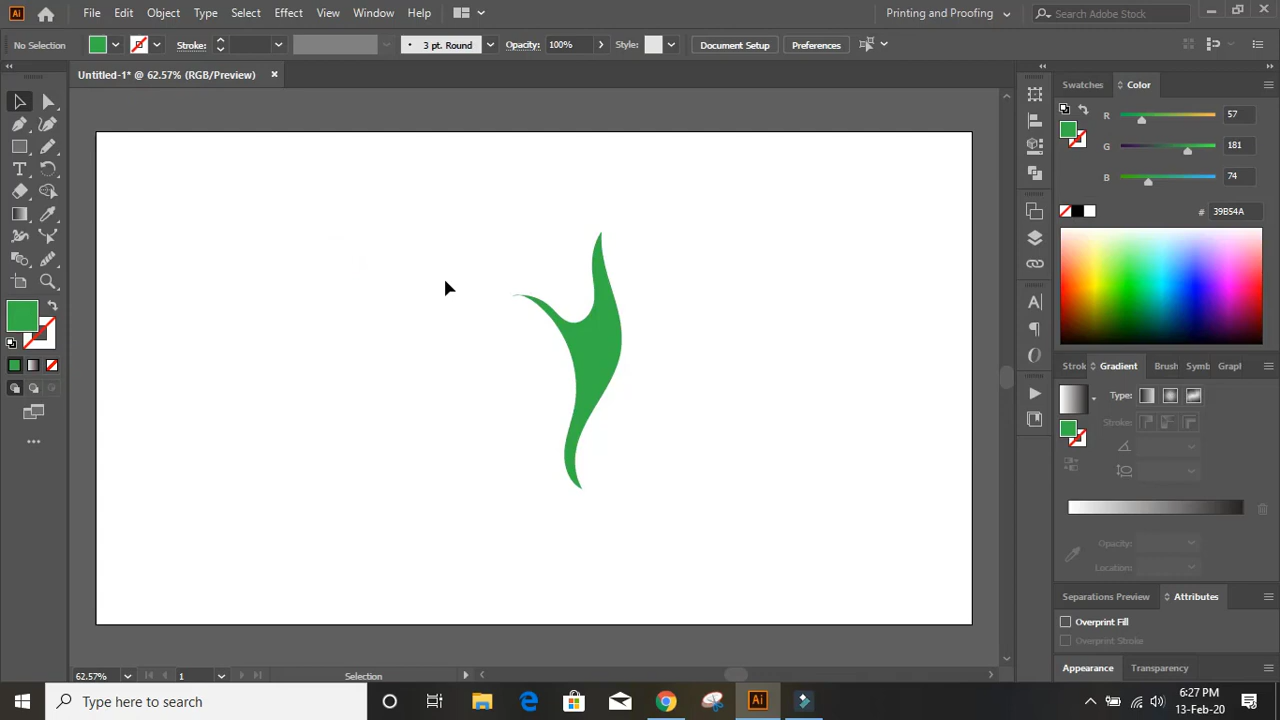 Ai File Edit Object Type Select Effect View Window Help Printing and Proofing Search Adobe Stock
No Selection Stroke: 3 pt. Round Opacity: 100% Style: Document Setup Preferences
Untitled-1* @ 62.57% (RGB/Preview)
Swatches Color
R 57
G 181
B 74
# 39B54A
Strok Gradient Brush Symb Graph
Type:
Stroke:
Opacity:
Location:
Separations Preview Attributes
Overprint Fill
Overprint Stroke
Appearance Transparency
62.57% 1 Selection
Type here to search
Ai
6:27 PM
13-Feb-20